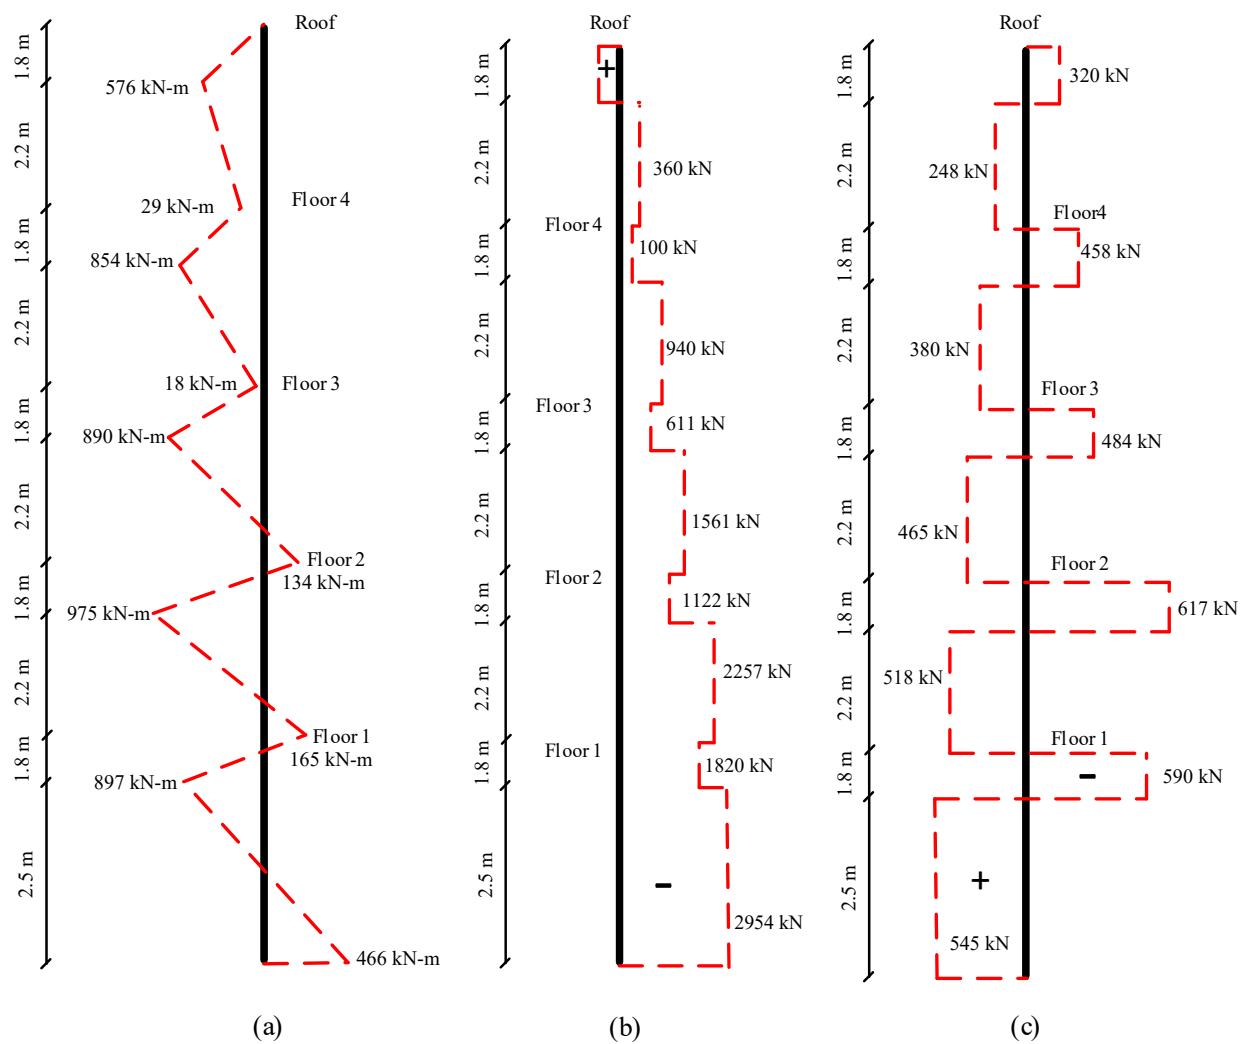 Roof
1.8 m
576 kN-m
2.2 m
29 kN-m
Floor 4
1.8 m
854 kN-m
2.2 m
18 kN-m
Floor 3
1.8 m
890 kN-m
2.2 m
Floor 2
134 kN-m
1.8 m
975 kN-m
2.2 m
Floor 1
165 kN-m
1.8 m
897 kN-m
2.5 m
466 kN-m
(a)
Roof
+
1.8 m
2.2 m
360 kN
Floor 4
1.8 m
100 kN
2.2 m
940 kN
Floor 3
1.8 m
611 kN
2.2 m
1561 kN
Floor 2
1.8 m
1122 kN
2.2 m
2257 kN
Floor 1
1.8 m
1820 kN
2.5 m
-
2954 kN
(b)
Roof
1.8 m
320 kN
2.2 m
248 kN
Floor4
1.8 m
458 kN
2.2 m
380 kN
Floor 3
1.8 m
484 kN
2.2 m
465 kN
Floor 2
1.8 m
617 kN
2.2 m
518 kN
Floor 1
1.8 m
-
590 kN
2.5 m
+
545 kN
(c)